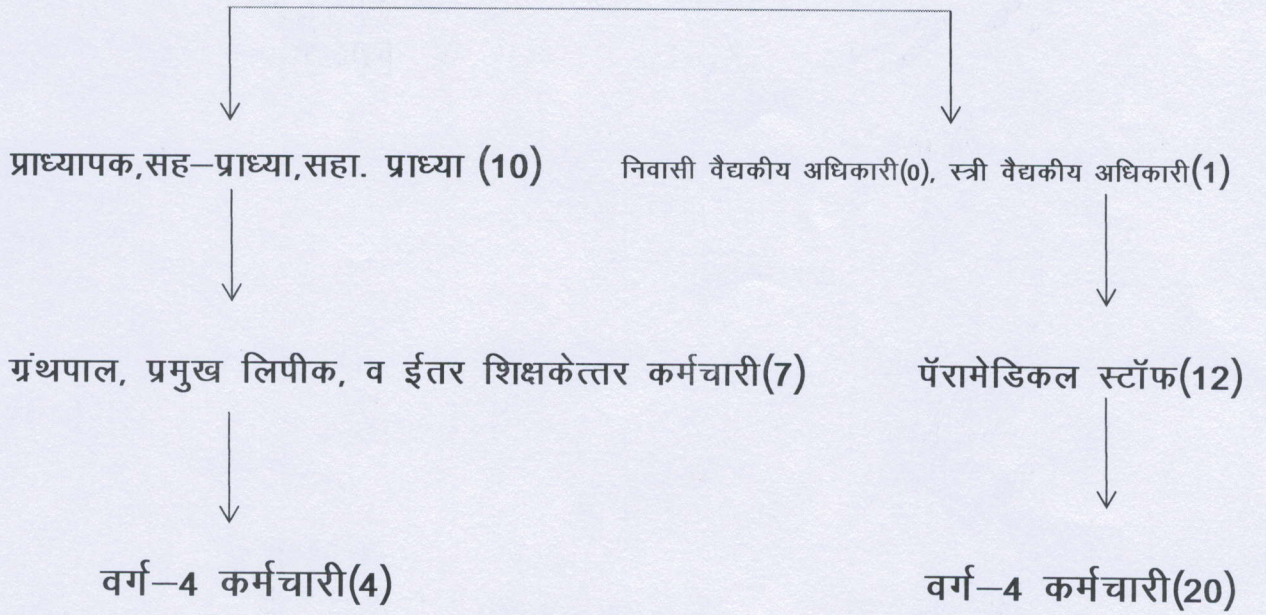 प्राध्यापक,सह–प्राध्या,सहा. प्राध्या (10)
निवासी वैद्यकीय अधिकारी(0), स्त्री वैद्यकीय अधिकारी(1)
ग्रंथपाल, प्रमुख लिपीक, व ईतर शिक्षकेत्तर कर्मचारी(7)
पॅरामेडिकल स्टॉफ(12)
वर्ग–4 कर्मचारी(4)
वर्ग–4 कर्मचारी(20)